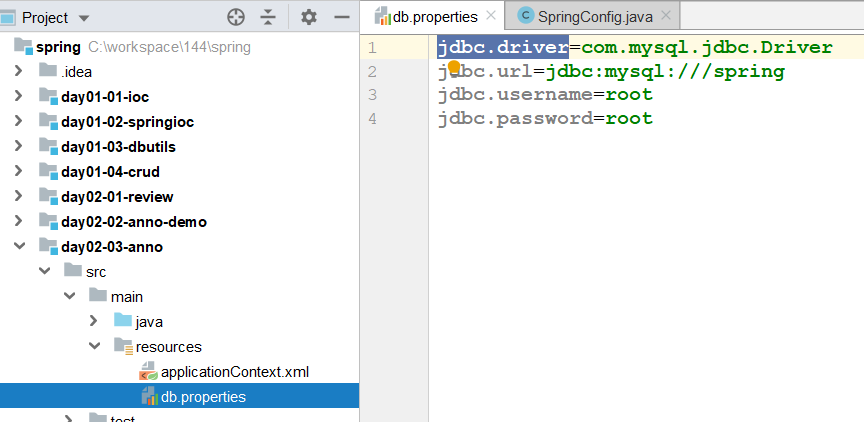 Project
spring C:\workspace\144\spring
.idea
day01-01-ioc
day01-02-springioc
day01-03-dbutils
day01-04-crud
day02-01-review
day02-02-anno-demo
day02-03-anno
src
main
java
resources
applicationContext.xml
db.properties
test
db.properties
SpringConfig.java
1 jdbc.driver=com.mysql.jdbc.Driver
2 jdbc.url=jdbc:mysql:///spring
3 jdbc.username=root
4 jdbc.password=root